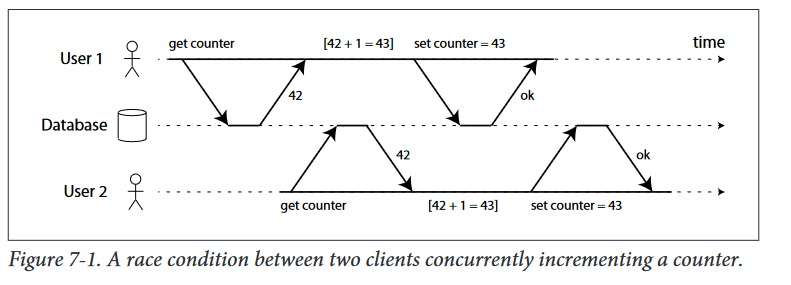 get counter [42 + 1 = 43] set counter = 43 time
User 1
42 ok
Database
42 ok
User 2
get counter [42 + 1 = 43] set counter = 43
Figure 7-1. A race condition between two clients concurrently incrementing a counter.